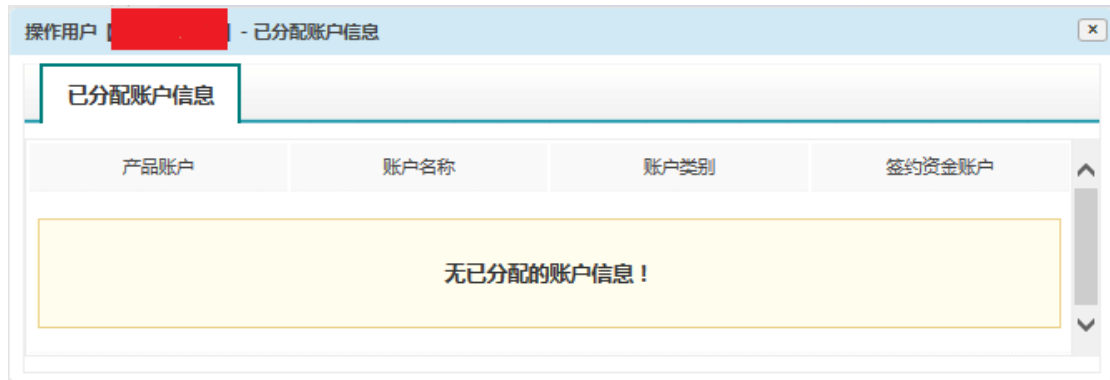 操作用户【 】- 已分配账户信息
已分配账户信息
产品账户 账户名称 账户类别 签约资金账户
无已分配的账户信息！